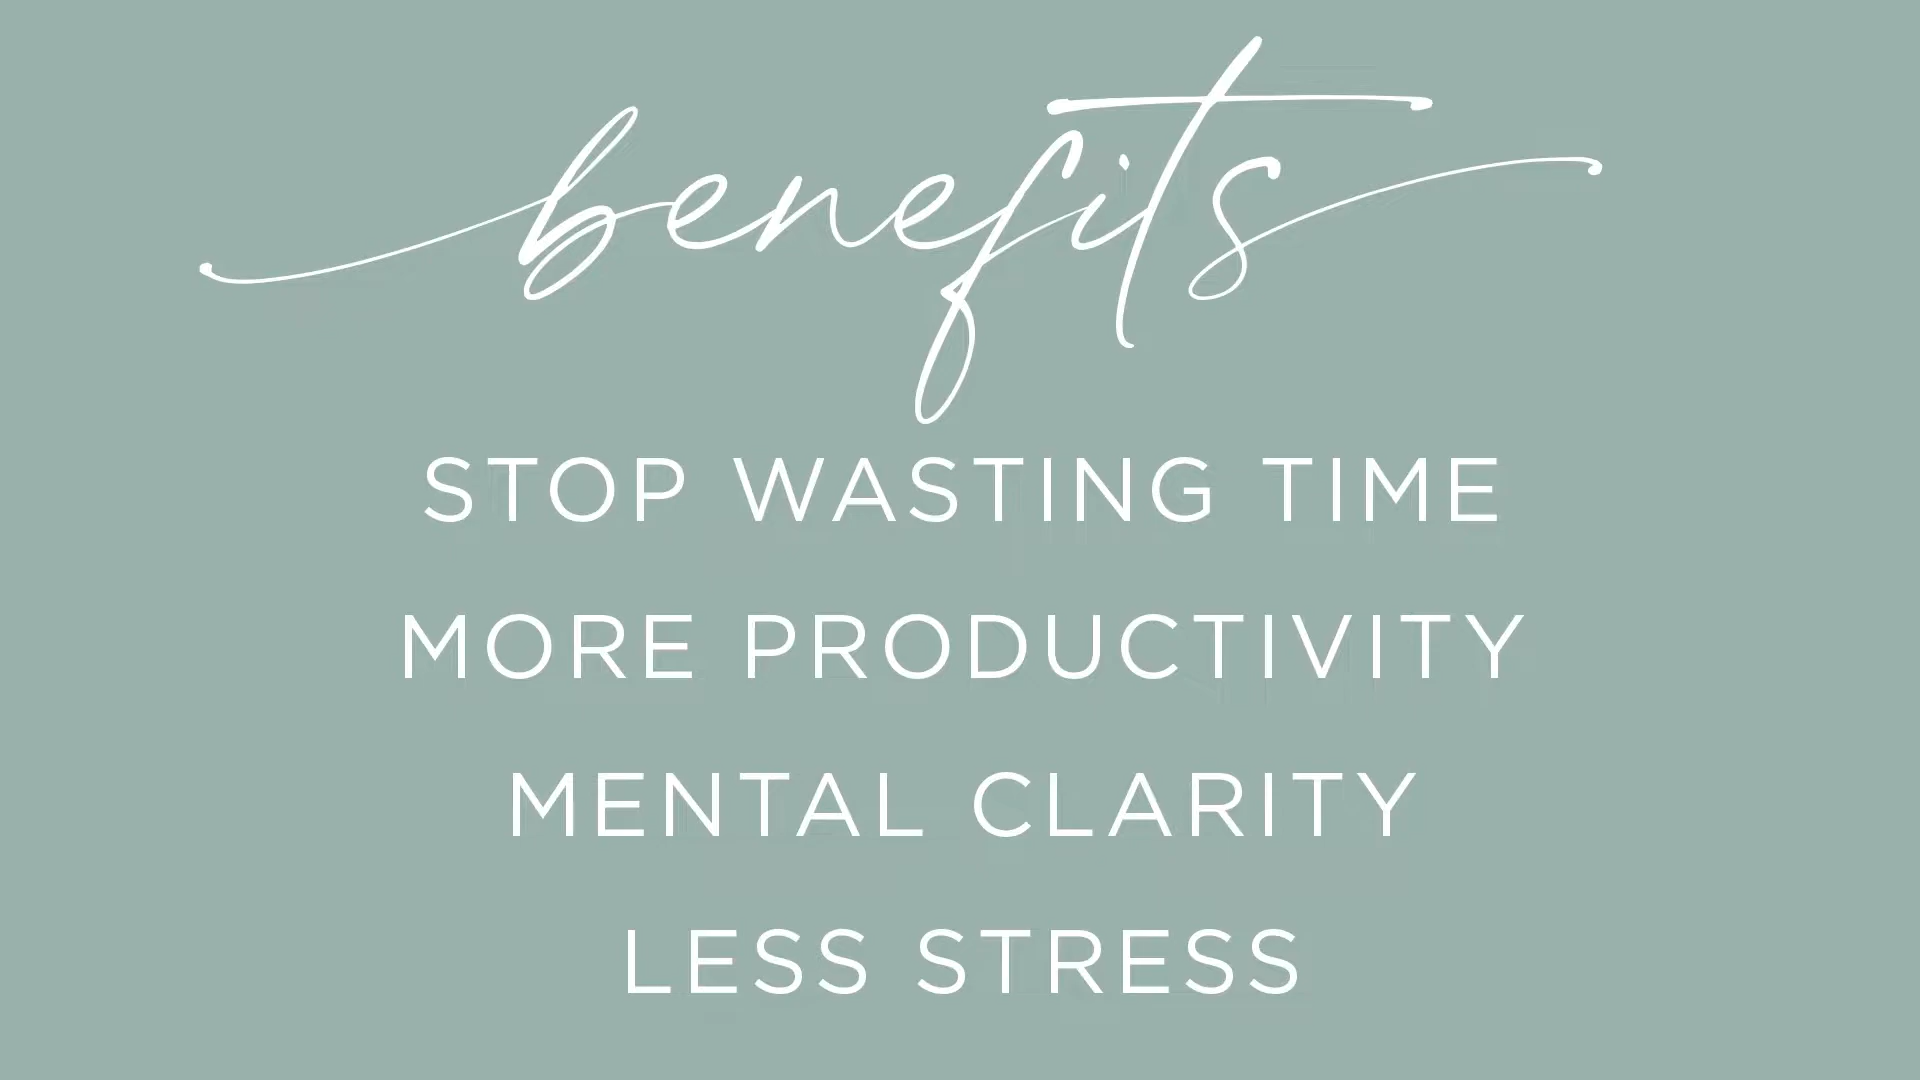 benefits
STOP WASTING TIME
MORE PRODUCTIVITY
MENTAL CLARITY
LESS STRESS